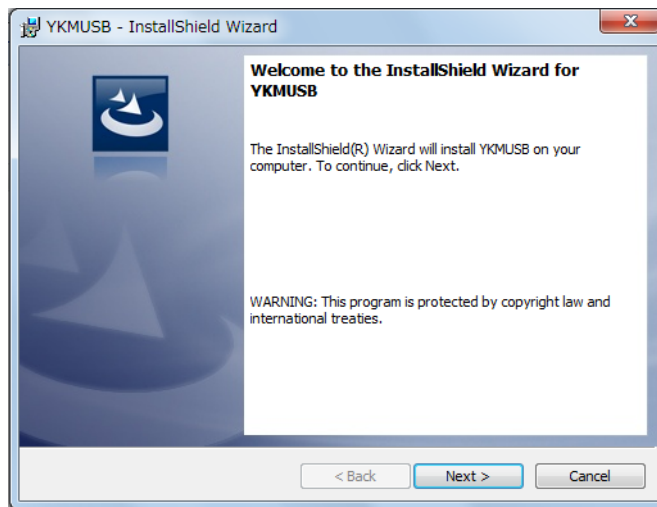 YKMUSB - InstallShield Wizard
Welcome to the InstallShield Wizard for
YKMUSB
The InstallShield(R) Wizard will install YKMUSB on your
computer. To continue, click Next.
WARNING: This program is protected by copyright law and
international treaties.
< Back
Next >
Cancel